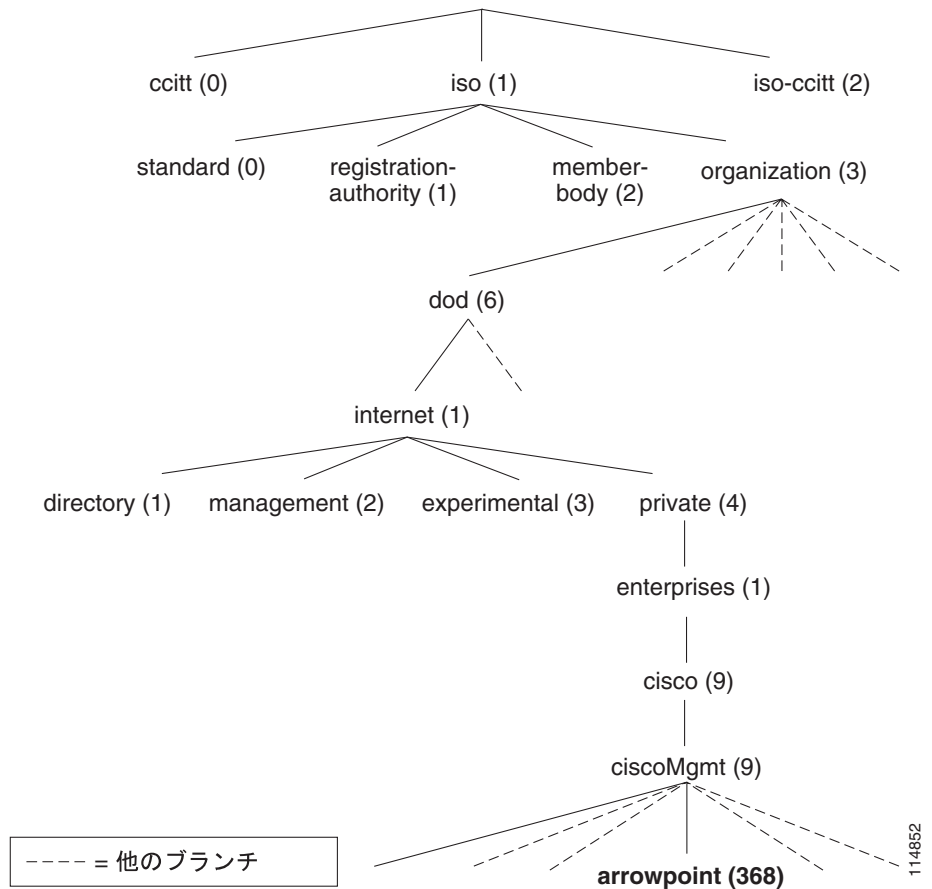 ccitt (0)
iso (1)
iso-ccitt (2)
standard (0)
registration-
authority (1)
member-
body (2)
organization (3)
dod (6)
internet (1)
directory (1)
management (2)
experimental (3)
private (4)
enterprises (1)
cisco (9)
ciscoMgmt (9)
arrowpoint (368)
---- = 他のブランチ
114852